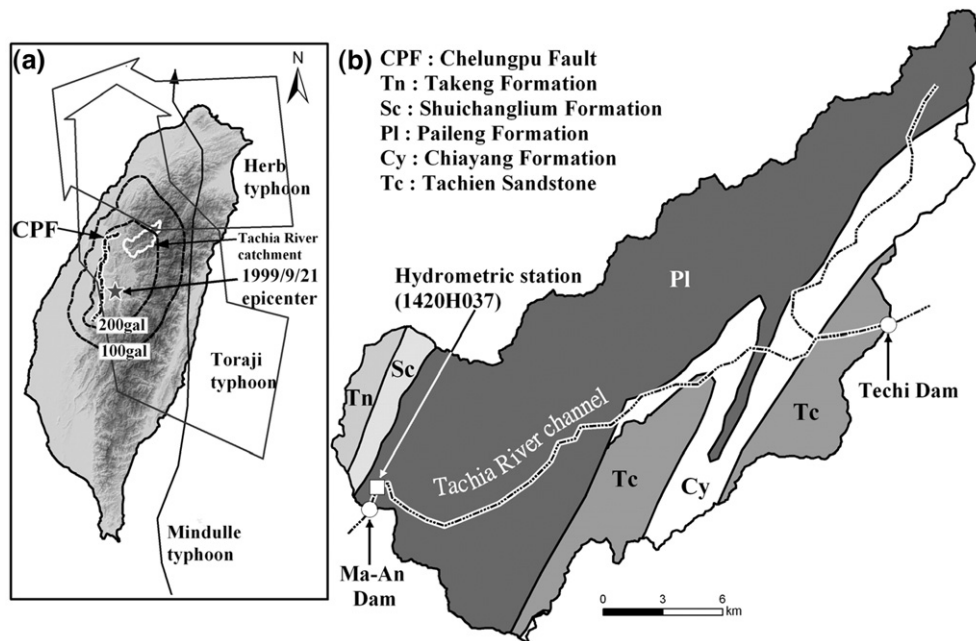 (a)
N
Herb
typhoon
CPF
Tachia River
catchment
1999/9/21
epicenter
200gal
100gal
Toraji
typhoon
Mindulle
typhoon
(b)
CPF : Chelungpu Fault
Tn : Takeng Formation
Sc : Shuichanglium Formation
Pl : Paileng Formation
Cy : Chiayang Formation
Tc : Tachien Sandstone
Hydrometric station
(1420H037)
Pl
Sc
Tn
Techi Dam
Tachia River channel
Tc
Tc
Cy
Ma-An
Dam
0 3 6
km